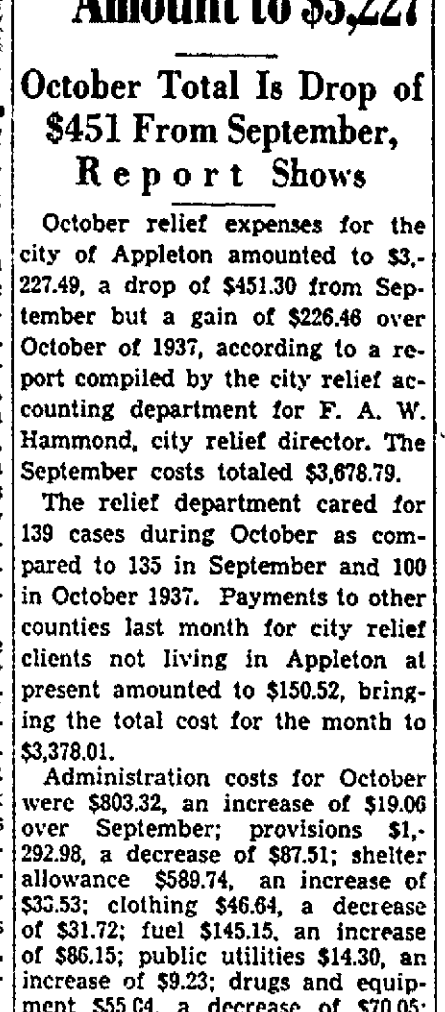 Amount to $3,227
October Total Is Drop of
$451 From September,
Report Shows
October relief expenses for the
city of Appleton amounted to $3,-
227.49, a drop of $451.30 from Sep-
tember but a gain of $226.46 over
October of 1937, according to a re-
port compiled by the city relief ac-
counting department for F. A. W.
Hammond, city relief director. The
September costs totaled $3,678.79.
The relief department cared for
139 cases during October as com-
pared to 135 in September and 100
in October 1937. Payments to other
counties last month for city relief
clients not living in Appleton at
present amounted to $150.52, bring-
ing the total cost for the month to
$3,378.01.
Administration costs for October
were $803.32, an increase of $19.06
over September; provisions $1,-
292.98, a decrease of $87.51; shelter
allowance $589.74, an increase of
$33.53; clothing $46.64, a decrease
of $31.72; fuel $145.15, an increase
of $86.15; public utilities $14.30, an
increase of $9.23; drugs and equip-
ment $55.04, a decrease of $70.05;